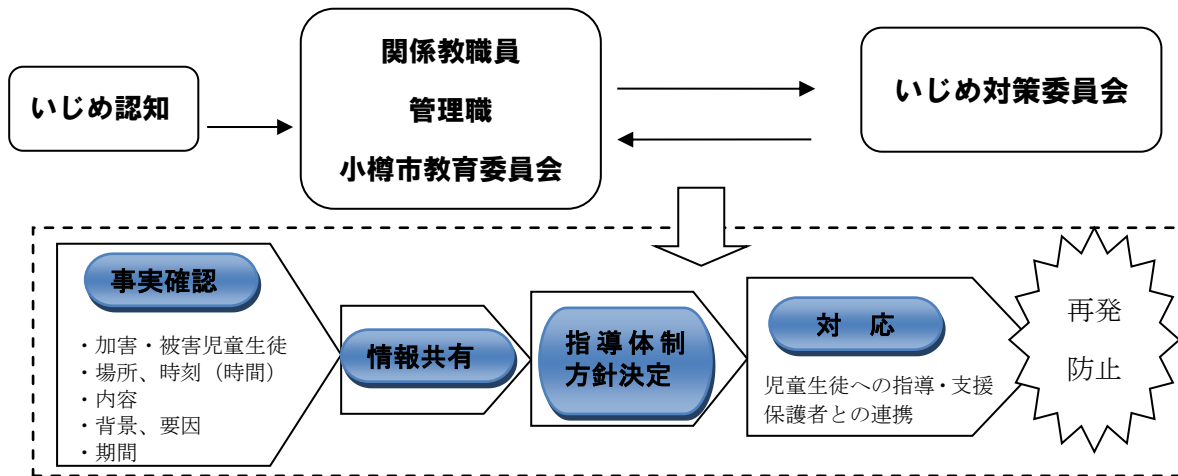 いじめ認知
関係教職員
管理職
小樽市教育委員会
いじめ対策委員会
事実確認
・加害・被害児童生徒
・場所、時刻（時間）
・内容
・背景、要因
・期間
情報共有
指導体制
方針決定
対　応
児童生徒への指導・支援
保護者との連携
再発
防止